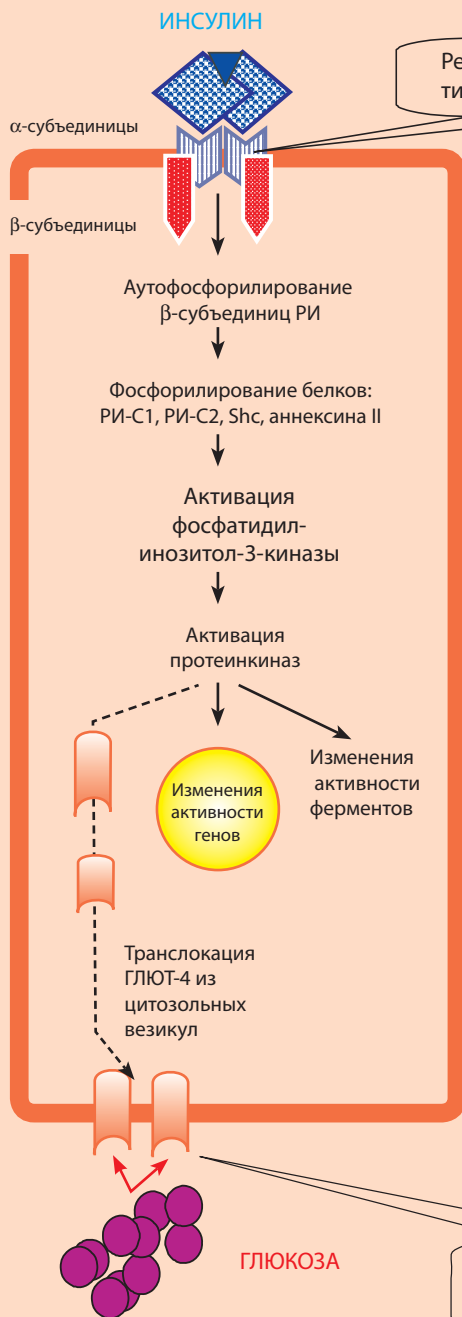 ИНСУЛИН
α-субъединицы
β-субъединицы
Аутофосфорилирование
β-субъединиц РИ
Фосфорилирование белков:
РИ-С1, РИ-С2, Shc, аннексина II
Активация
фосфатидил-
инозитол-3-киназы
Активация
протеинкиназ
Изменения
активности
генов
Изменения
активности
ферментов
Транслокация
ГЛЮТ-4 из
цитозольных
везикул
ГЛЮКОЗА